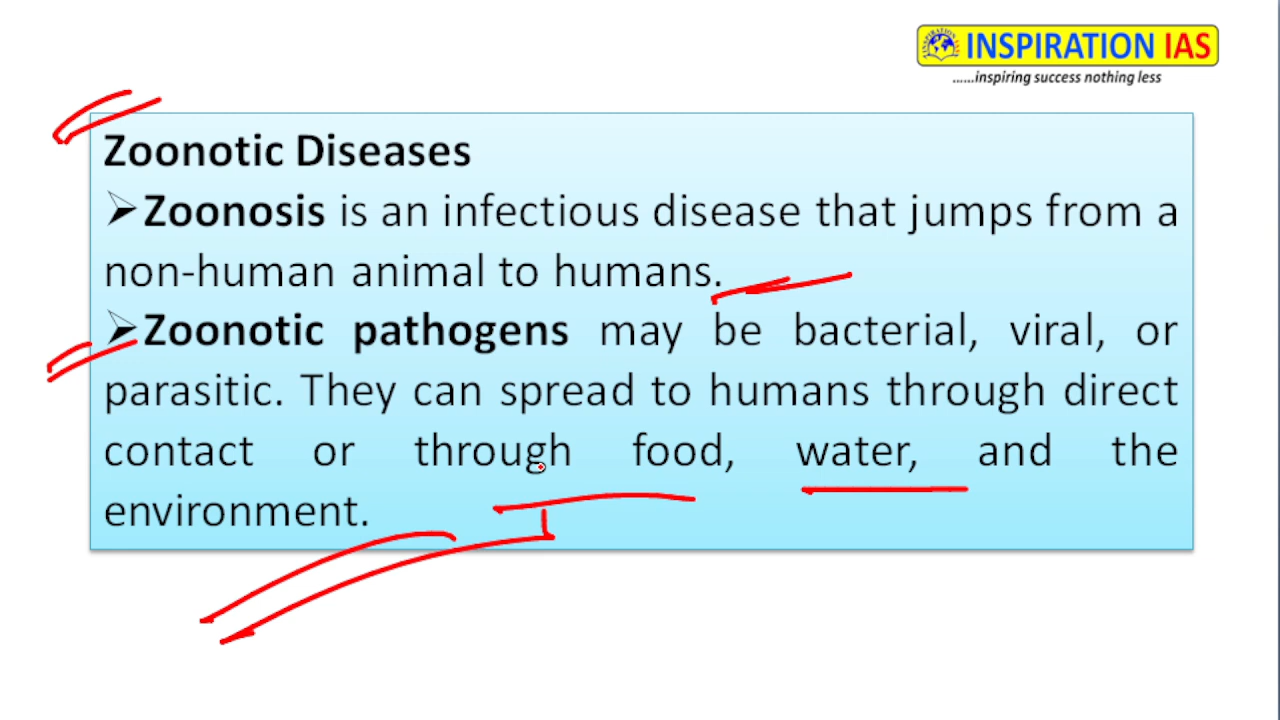 INSPIRATION IAS
......inspiring success nothing less
Zoonotic Diseases
➢Zoonosis is an infectious disease that jumps from a
non-human animal to humans.
➢Zoonotic pathogens may be bacterial, viral, or
parasitic. They can spread to humans through direct
contact or through food, water, and the
environment.